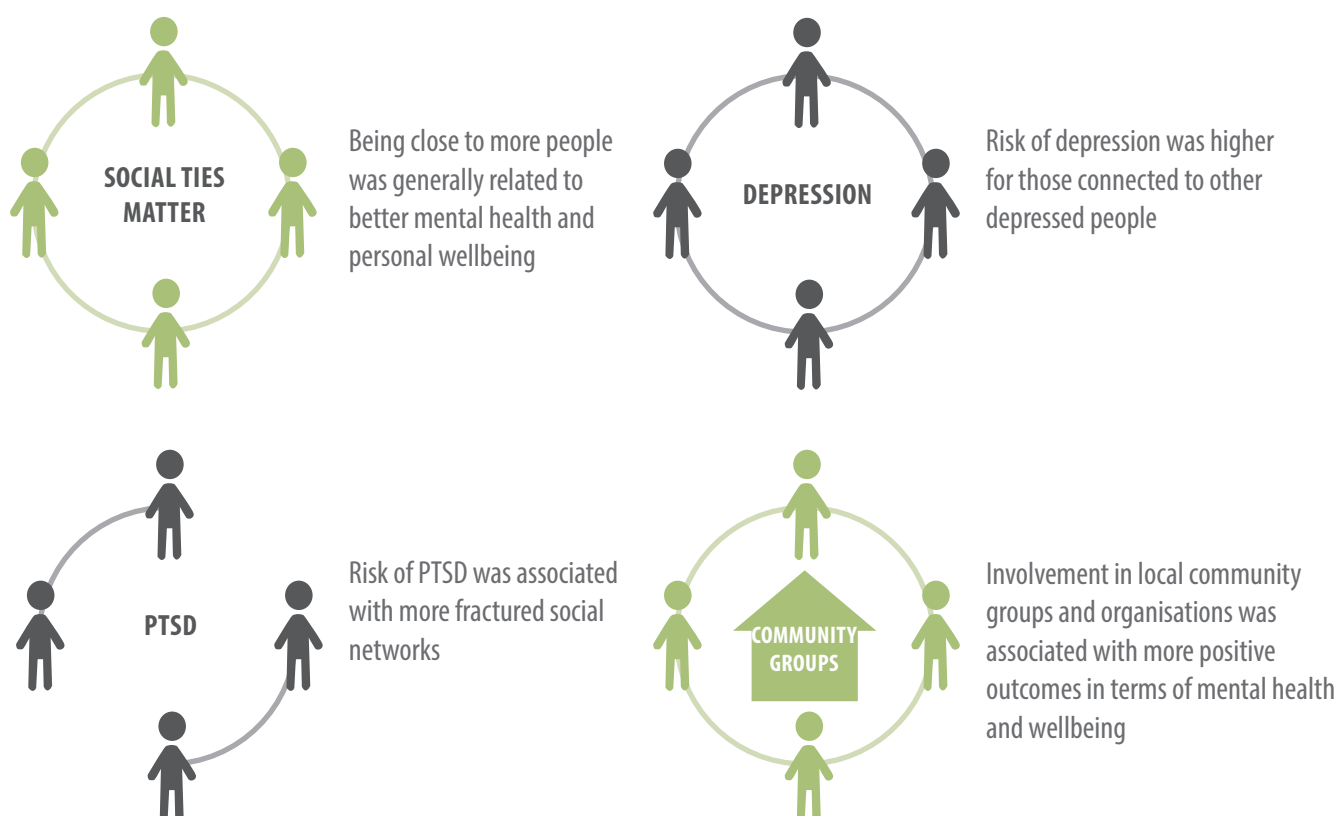 SOCIAL TIES
MATTER
Being close to more people
was generally related to
better mental health and
personal wellbeing
DEPRESSION
Risk of depression was higher
for those connected to other
depressed people
PTSD
Risk of PTSD was associated
with more fractured social
networks
COMMUNITY
GROUPS
Involvement in local community
groups and organisations was
associated with more positive
outcomes in terms of mental health
and wellbeing